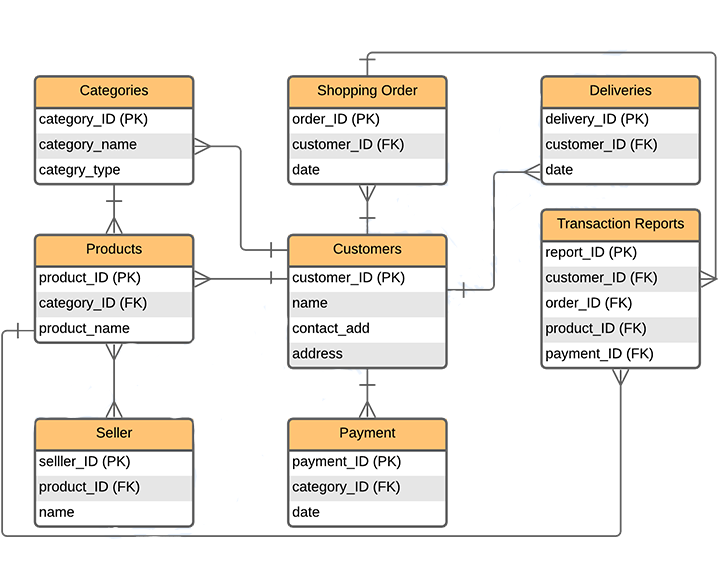 Categories
category_ID (PK)
category_name
categry_type
Shopping Order
order_ID (PK)
customer_ID (FK)
date
Deliveries
delivery_ID (PK)
customer_ID (FK)
date
Products
product_ID (PK)
category_ID (FK)
product_name
Customers
customer_ID (PK)
name
contact_add
address
Transaction Reports
report_ID (PK)
customer_ID (FK)
order_ID (FK)
product_ID (FK)
payment_ID (FK)
Seller
selller_ID (PK)
product_ID (FK)
name
Payment
payment_ID (PK)
category_ID (FK)
date